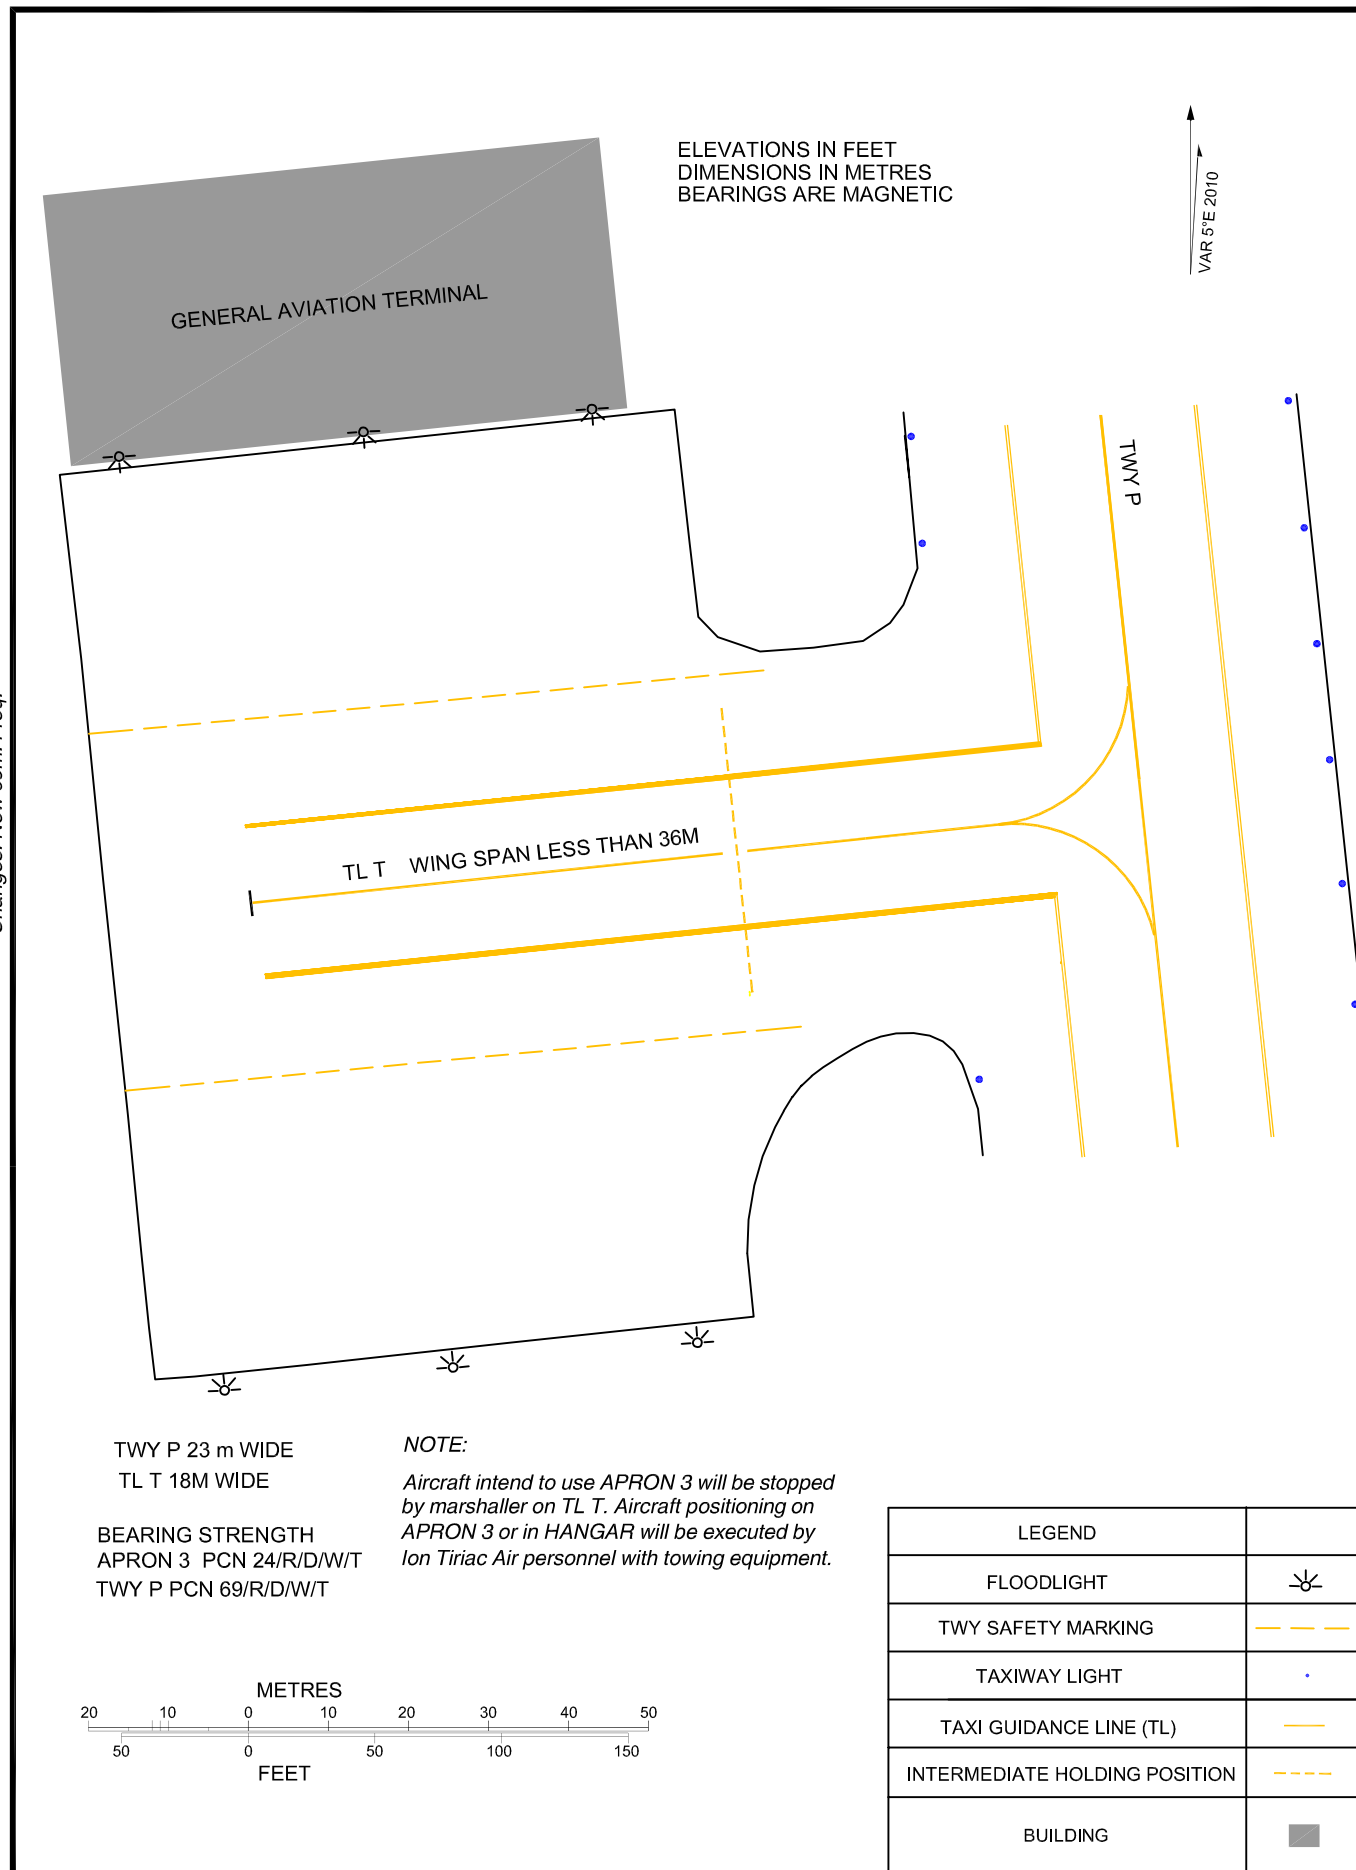 ELEVATIONS IN FEET
DIMENSIONS IN METRES
BEARINGS ARE MAGNETIC
VAR 5°E 2010
GENERAL AVIATION TERMINAL
TWY P
TL T WING SPAN LESS THAN 36M
TWY P 23 m WIDE
TL T 18M WIDE
BEARING STRENGTH
APRON 3 PCN 24/R/D/W/T
TWY P PCN 69/R/D/W/T
NOTE:
Aircraft intend to use APRON 3 will be stopped
by marshaller on TL T. Aircraft positioning on
APRON 3 or in HANGAR will be executed by
Ion Tiriac Air personnel with towing equipment.
METRES
20 10 0 10 20 30 40 50
50 0 50 100 150
FEET
LEGEND
FLOODLIGHT
TWY SAFETY MARKING
TAXIWAY LIGHT
TAXI GUIDANCE LINE (TL)
INTERMEDIATE HOLDING POSITION
BUILDING